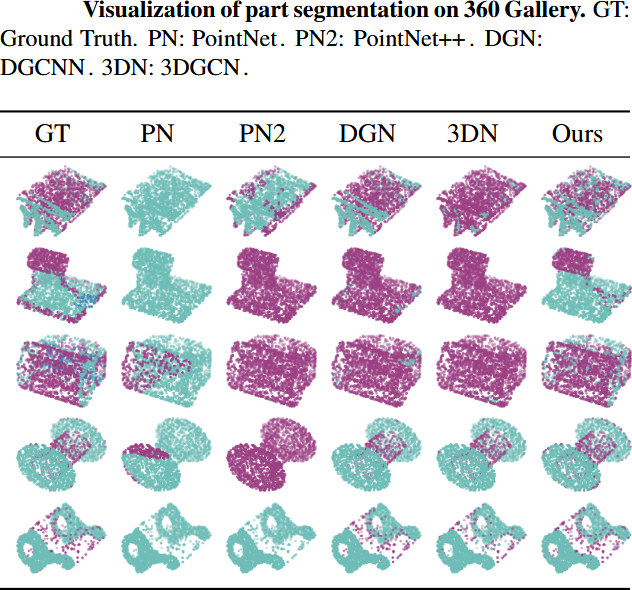 Visualization of part segmentation on 360 Gallery. GT:
Ground Truth. PN: PointNet. PN2: PointNet++. DGN:
DGCNN. 3DN: 3DGCN.
GT PN PN2 DGN 3DN Ours